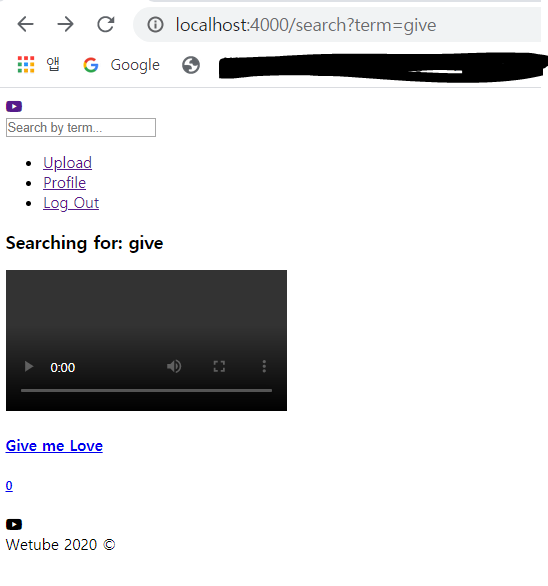 localhost:4000/search?term=give
앱 Google
Search by term...
Upload
Profile
Log Out
Searching for: give
0:00
Give me Love
0
Wetube 2020 ©